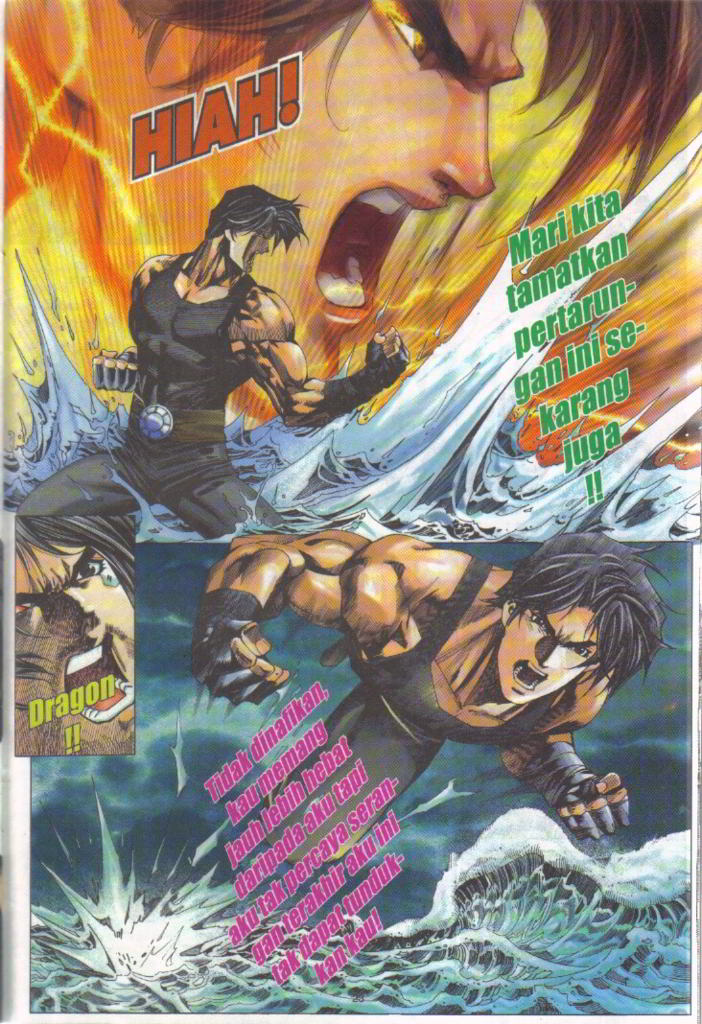 HIAH!
Mari kita
tamatkan
pertarun-
gan ini se-
karang
juga
!!
Dragon
!!
Tidak dinafikan,
kau memang
jauh lebih hebat
daripada aku tapi
aku tak percaya seran-
gan terakhir aku ini
tak dapat tunduk-
kan kau!